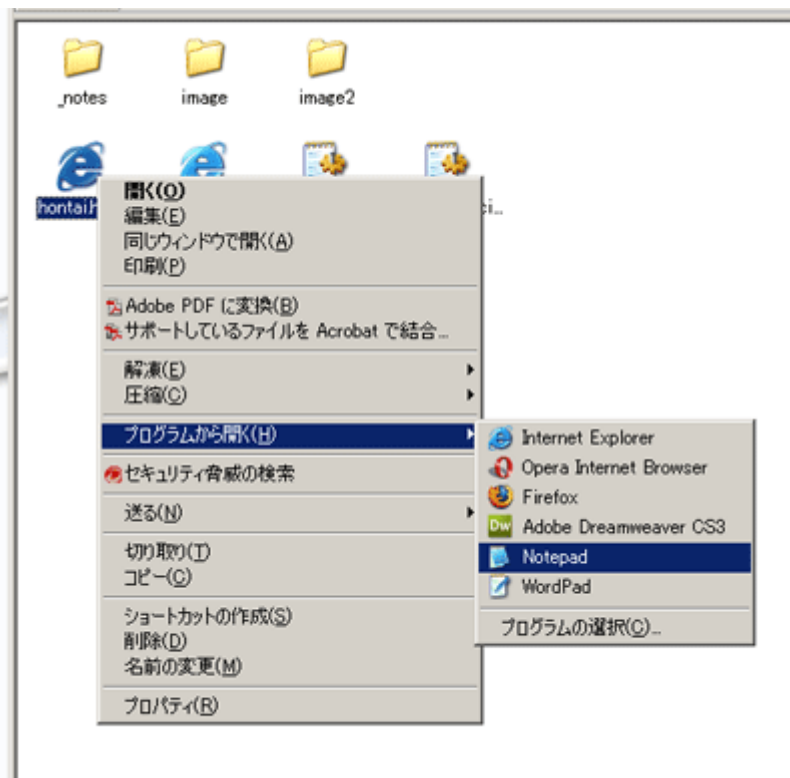 _notes
image
image2
hontai.h
ci...
開く(O)
編集(E)
同じウィンドウで開く(A)
印刷(P)
Adobe PDF に変換(B)
サポートしているファイルを Acrobat で結合...
解凍(E)
圧縮(C)
プログラムから開く(H)
セキュリティ脅威の検索
送る(N)
切り取り(T)
コピー(C)
ショートカットの作成(S)
削除(D)
名前の変更(M)
プロパティ(R)
Internet Explorer
Opera Internet Browser
Firefox
Dw Adobe Dreamweaver CS3
Notepad
WordPad
プログラムの選択(C)...